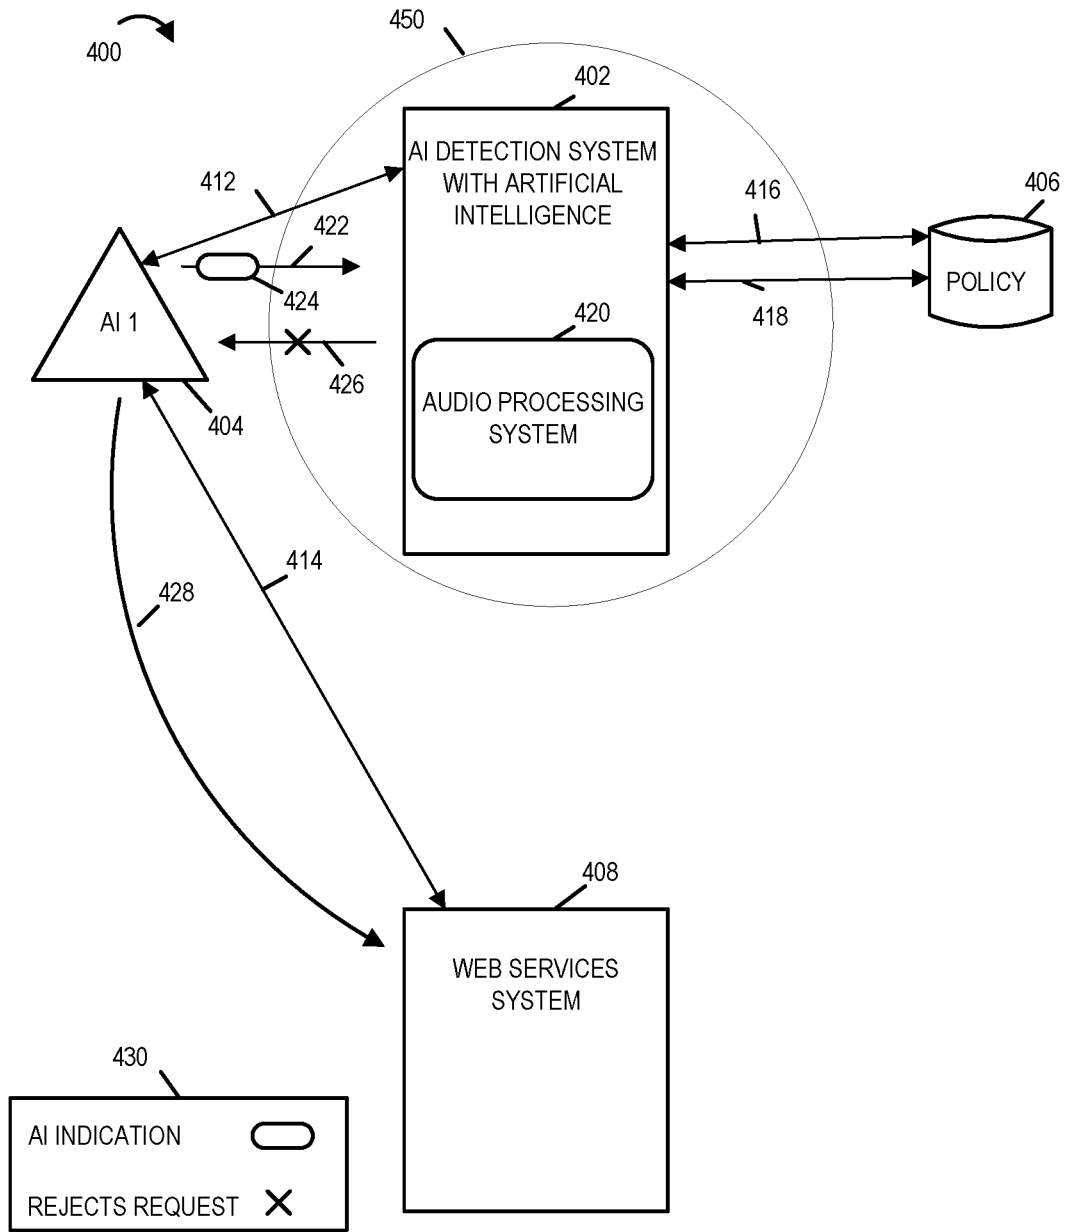 400
450
402
AI DETECTION SYSTEM
WITH ARTIFICIAL
INTELLIGENCE
412
422
424
416
406
POLICY
418
AI 1
420
426
404
AUDIO PROCESSING
SYSTEM
414
428
408
WEB SERVICES
SYSTEM
430
AI INDICATION
REJECTS REQUEST